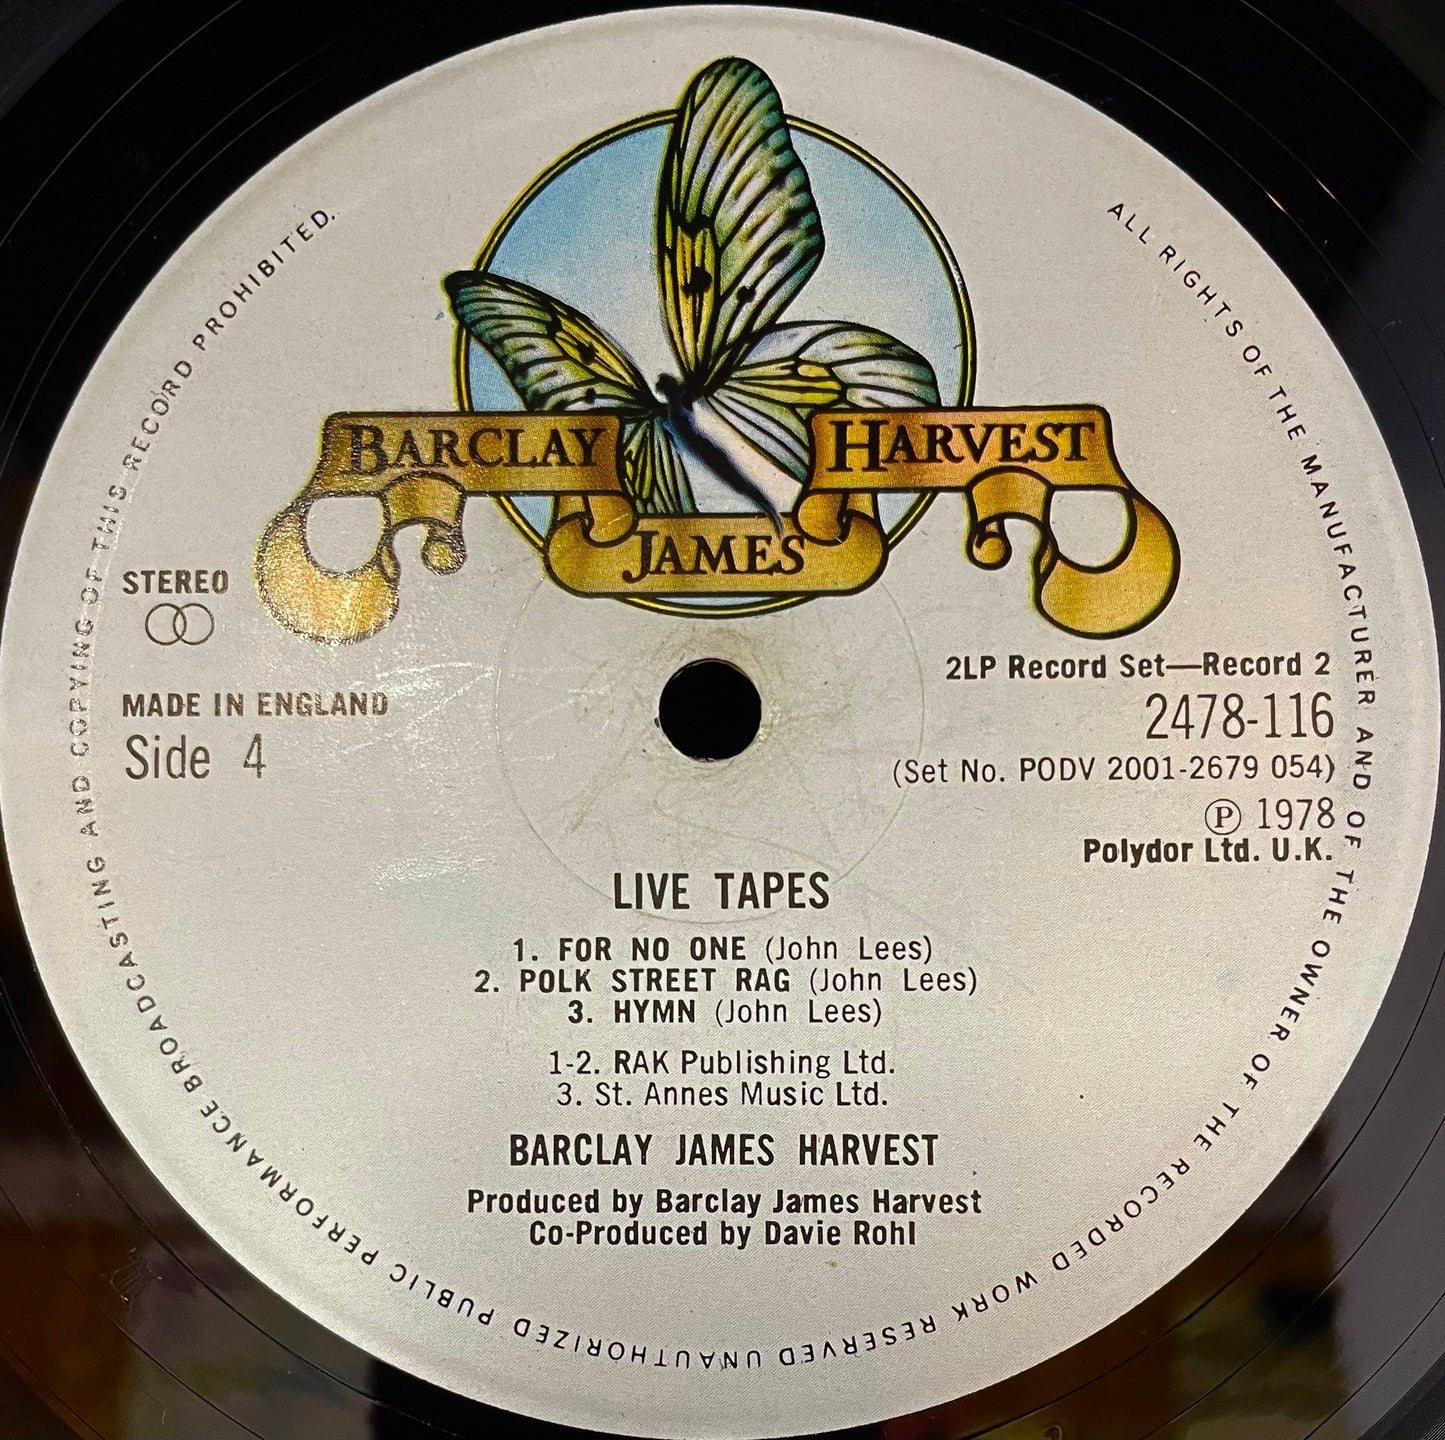 BARCLAY
JAMES
HARVEST
STEREO
MADE IN ENGLAND
Side 4
2LP Record Set—Record 2
2478-116
(Set No. PODV 2001-2679 054)
Ⓟ 1978
Polydor Ltd. U.K.
LIVE TAPES
1. FOR NO ONE (John Lees)
2. POLK STREET RAG (John Lees)
3. HYMN (John Lees)
1-2. RAK Publishing Ltd.
3. St. Annes Music Ltd.
BARCLAY JAMES HARVEST
Produced by Barclay James Harvest
Co-Produced by Davie Rohl
ALL RIGHTS OF THE MANUFACTURER AND OF THE OWNER OF THE RECORDED WORK RESERVED UNAUTHORIZED PUBLIC PERFORMANCE BROADCASTING AND COPYING OF THIS RECORD PROHIBITED.